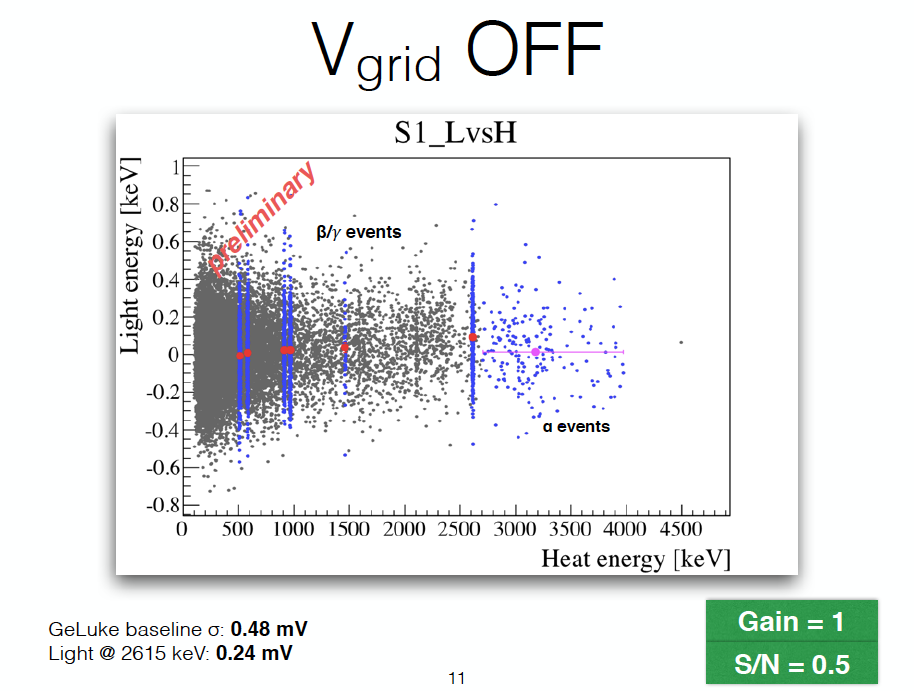 Vgrid OFF
S1_LvsH
Light energy [keV]
1
0.8
0.6
0.4
0.2
0
-0.2
-0.4
-0.6
-0.8
preliminary
β/γ events
α events
0 500 1000 1500 2000 2500 3000 3500 4000 4500
Heat energy [keV]
GeLuke baseline σ: 0.48 mV
Light @ 2615 keV: 0.24 mV
Gain = 1
S/N = 0.5
11